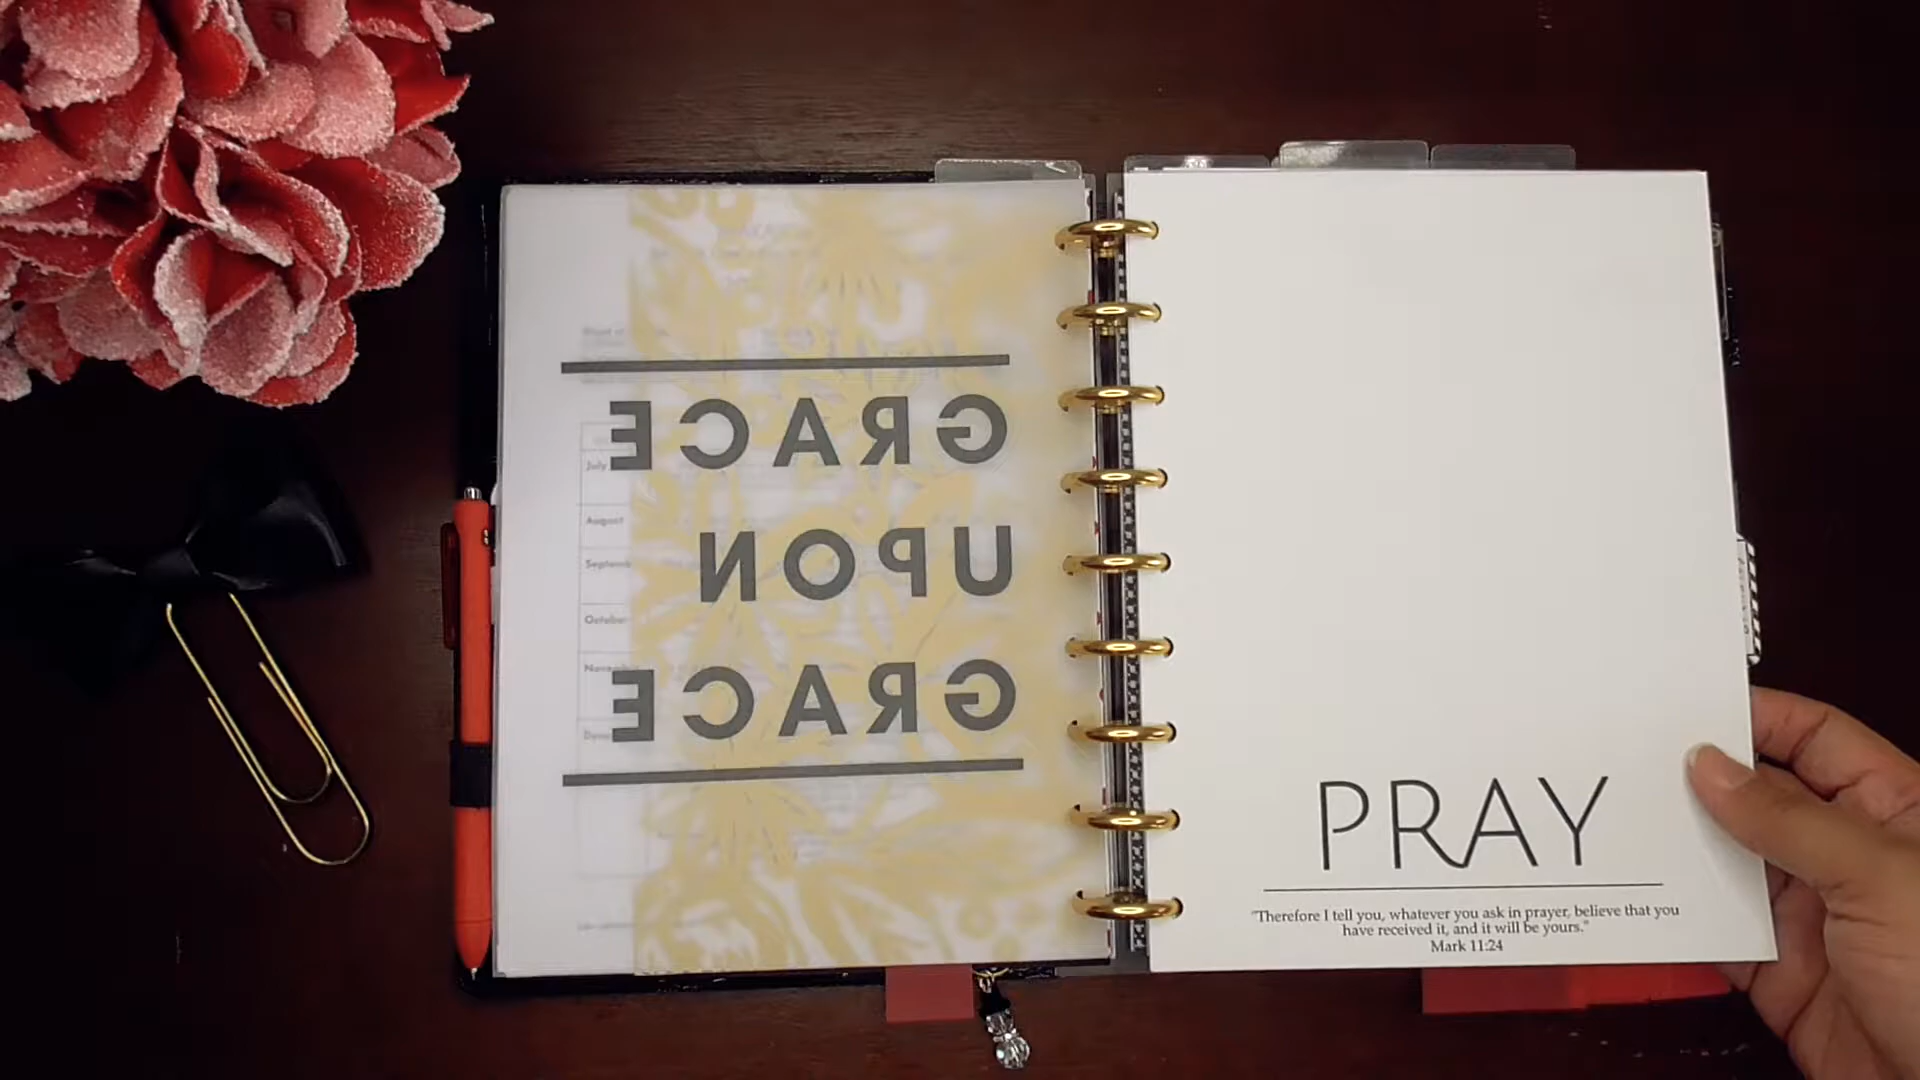 GRACE
UPON
GRACE
July
August
October
PRAY
"Therefore I tell you, whatever you ask in prayer, believe that you
have received it, and it will be yours."
Mark 11:24